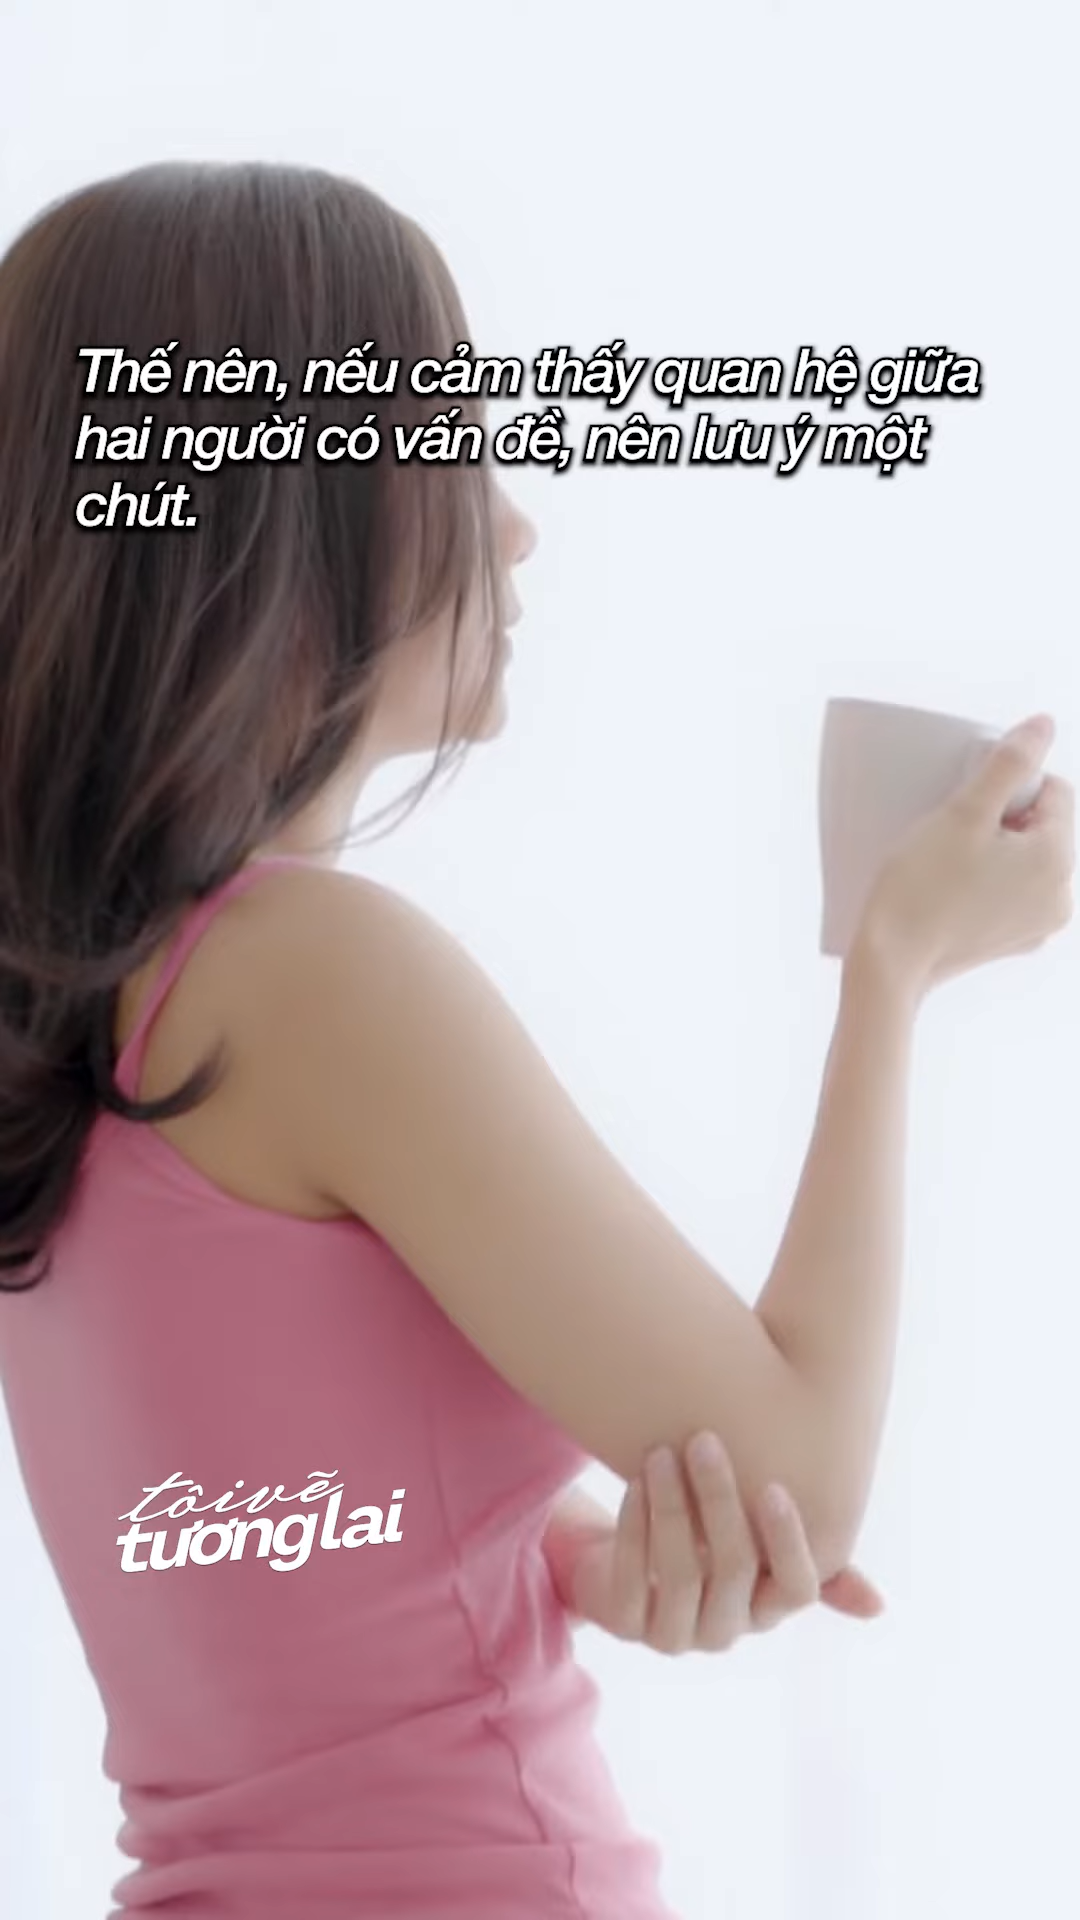 Thế nên, nếu cảm thấy quan hệ giữa
hai người có vấn đề, nên lưu ý một
chút.
tôi vẽ
tương lai